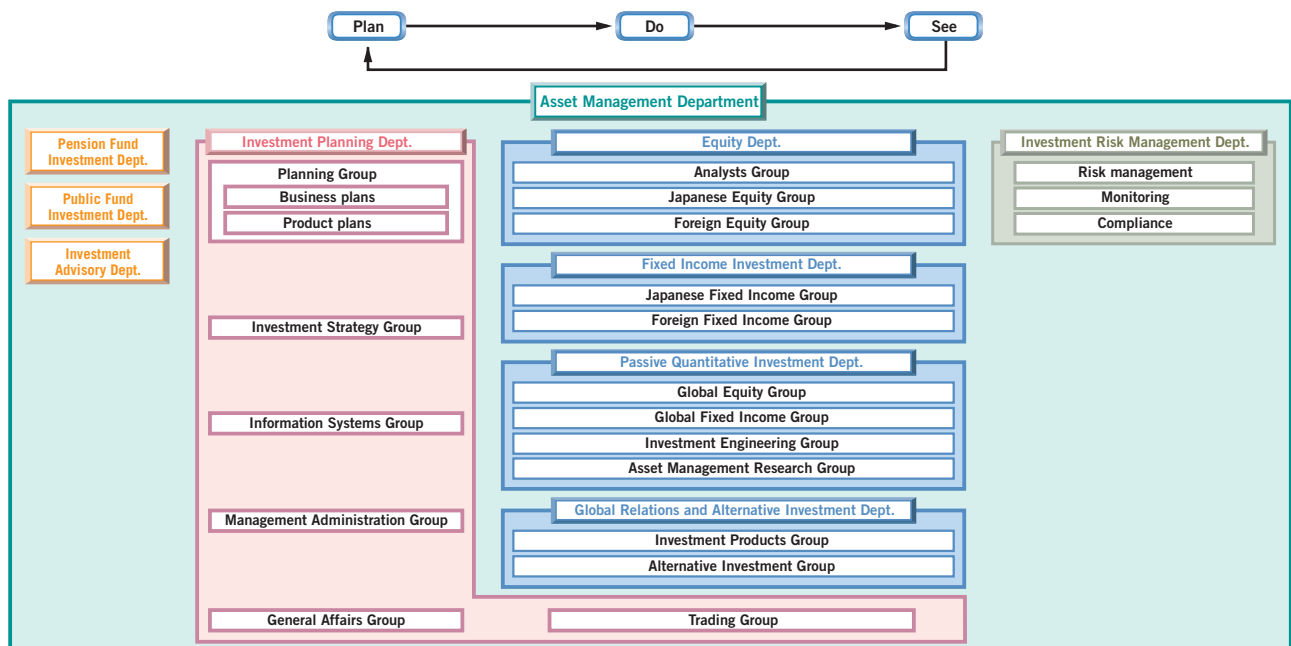 Plan
Do
See
Asset Management Department
Pension Fund
Investment Dept.
Public Fund
Investment Dept.
Investment
Advisory Dept.
Investment Planning Dept.
Planning Group
Business plans
Product plans
Investment Strategy Group
Information Systems Group
Management Administration Group
General Affairs Group
Trading Group
Equity Dept.
Analysts Group
Japanese Equity Group
Foreign Equity Group
Fixed Income Investment Dept.
Japanese Fixed Income Group
Foreign Fixed Income Group
Passive Quantitative Investment Dept.
Global Equity Group
Global Fixed Income Group
Investment Engineering Group
Asset Management Research Group
Global Relations and Alternative Investment Dept.
Investment Products Group
Alternative Investment Group
Investment Risk Management Dept.
Risk management
Monitoring
Compliance